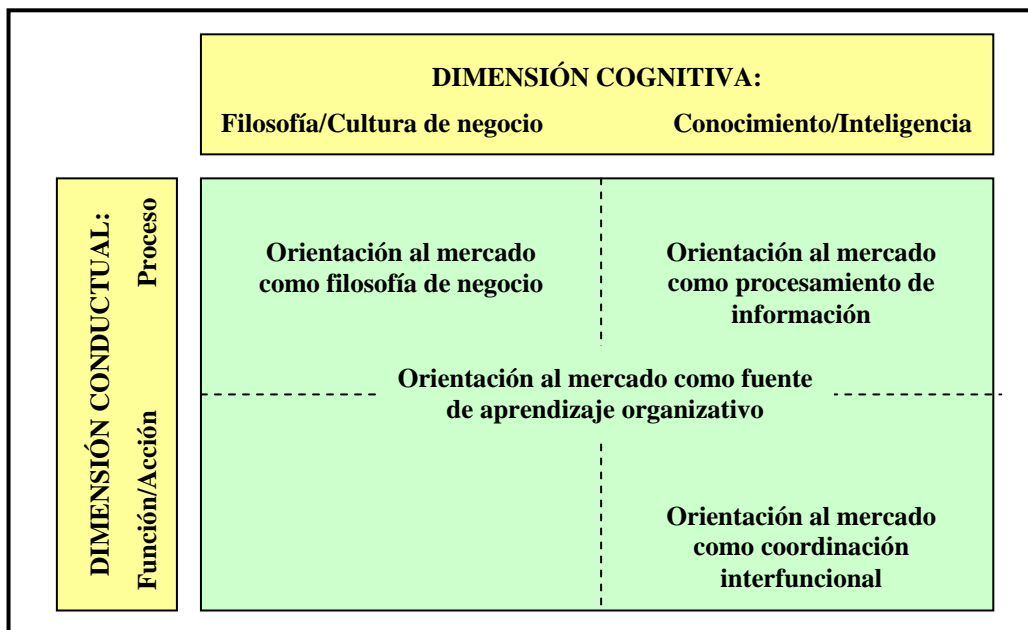 DIMENSIÓN COGNITIVA:
Filosofía/Cultura de negocio
Conocimiento/Inteligencia
DIMENSIÓN CONDUCTUAL:
Proceso
Función/Acción
Orientación al mercado
como filosofía de negocio
Orientación al mercado
como procesamiento de
información
Orientación al mercado como fuente
de aprendizaje organizativo
Orientación al mercado
como coordinación
interfuncional